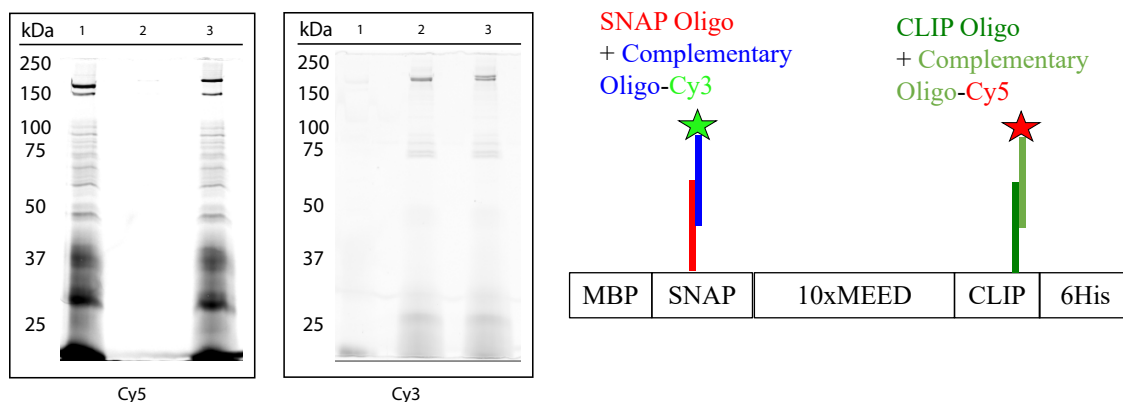 kDa 1 2 3
250
150
100
75
50
37
25
Cy5
kDa 1 2 3
250
150
100
75
50
37
25
Cy3
SNAP Oligo
+ Complementary
Oligo-Cy3
CLIP Oligo
+ Complementary
Oligo-Cy5
MBP SNAP 10xMEED CLIP 6His